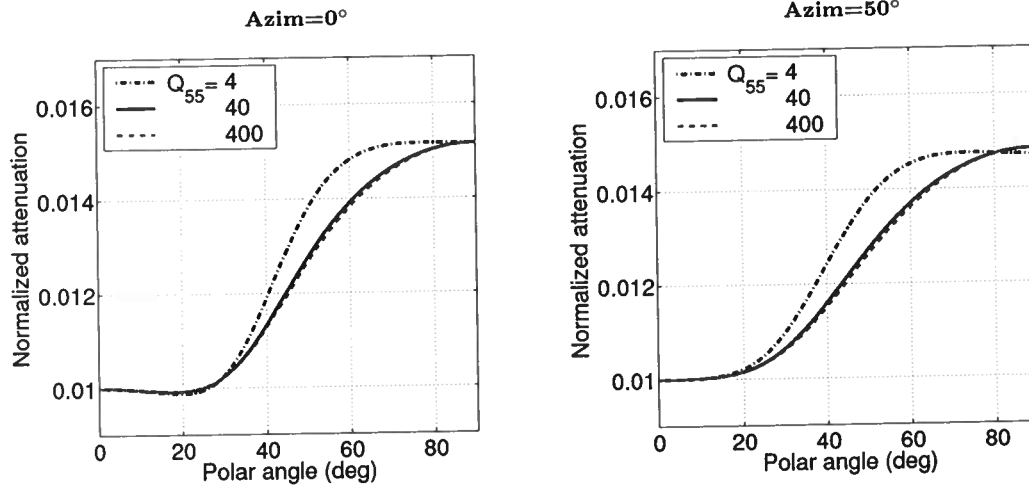 Azim=0°
Normalized attenuation
0.016
0.014
0.012
0.01
Q55= 4
40
400
0 20 40 60 80
Polar angle (deg)
Azim=50°
Normalized attenuation
0.016
0.014
0.012
0.01
Q55= 4
40
400
0 20 40 60 80
Polar angle (deg)